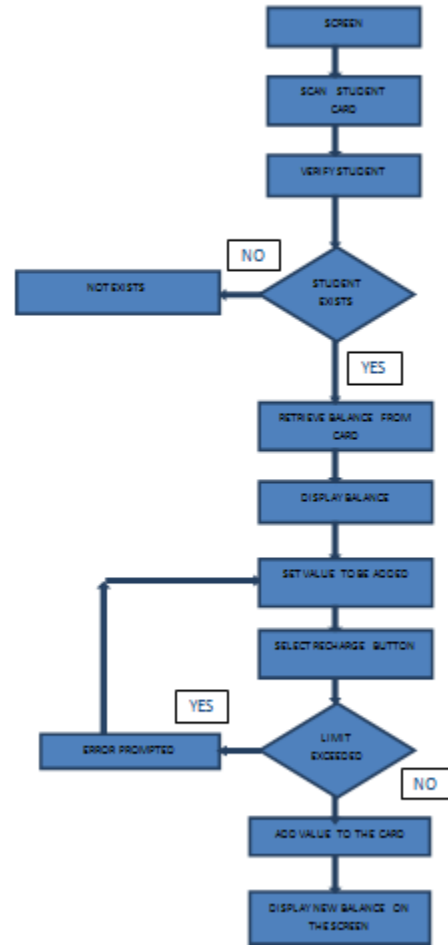 SCREEN
SCAN STUDENT
CARD
VERIFY STUDENT
NO
STUDENT
EXISTS
NOT EXISTS
YES
RETRIEVE BALANCE FROM
CARD
DISPLAY BALANCE
SET VALUE TO BE ADDED
SELECT RECHARGE BUTTON
YES
LIMIT
EXCEEDED
ERROR PROMPTED
NO
ADD VALUE TO THE CARD
DISPLAY NEW BALANCE ON
THE SCREEN